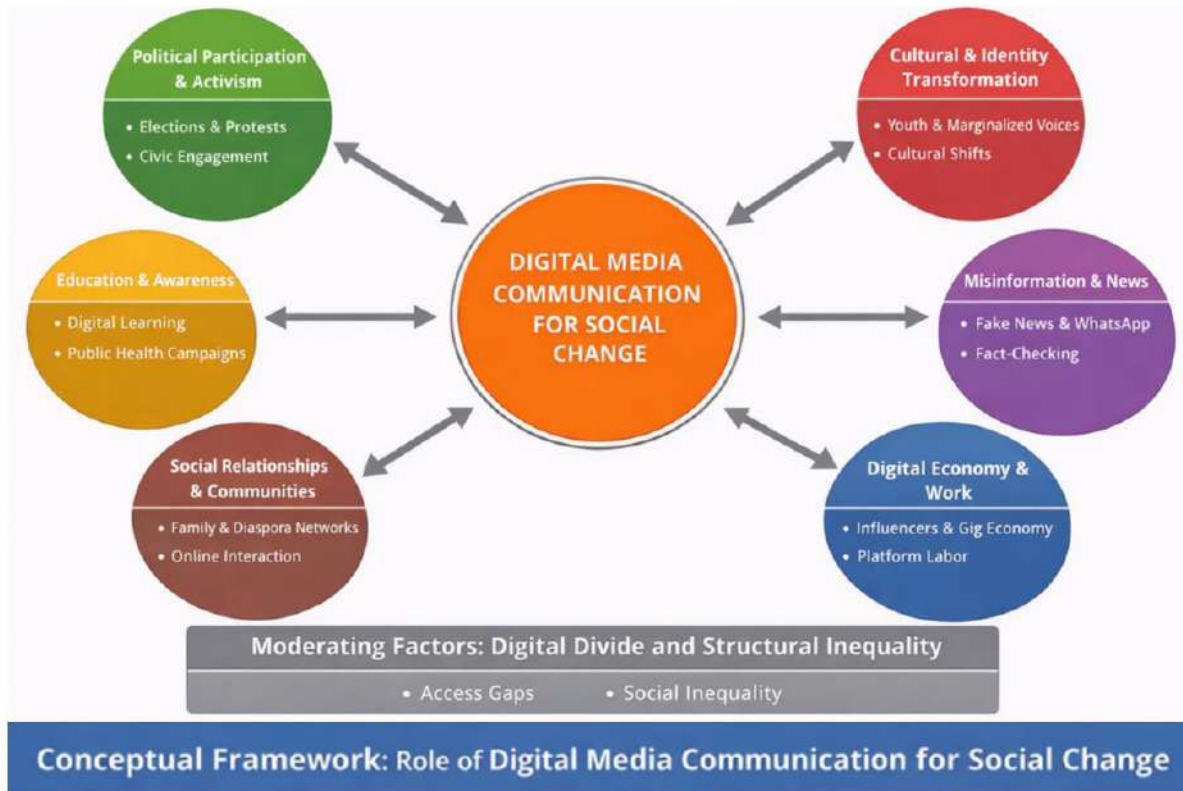 Political Participation
& Activism
• Elections & Protests
• Civic Engagement
Cultural & Identity
Transformation
• Youth & Marginalized Voices
• Cultural Shifts
Education & Awareness
• Digital Learning
• Public Health Campaigns
DIGITAL MEDIA
COMMUNICATION
FOR SOCIAL
CHANGE
Misinformation & News
• Fake News & WhatsApp
• Fact-Checking
Social Relationships
& Communities
• Family & Diaspora Networks
• Online Interaction
Digital Economy &
Work
• Influencers & Gig Economy
• Platform Labor
Moderating Factors: Digital Divide and Structural Inequality
• Access Gaps • Social Inequality
Conceptual Framework: Role of Digital Media Communication for Social Change